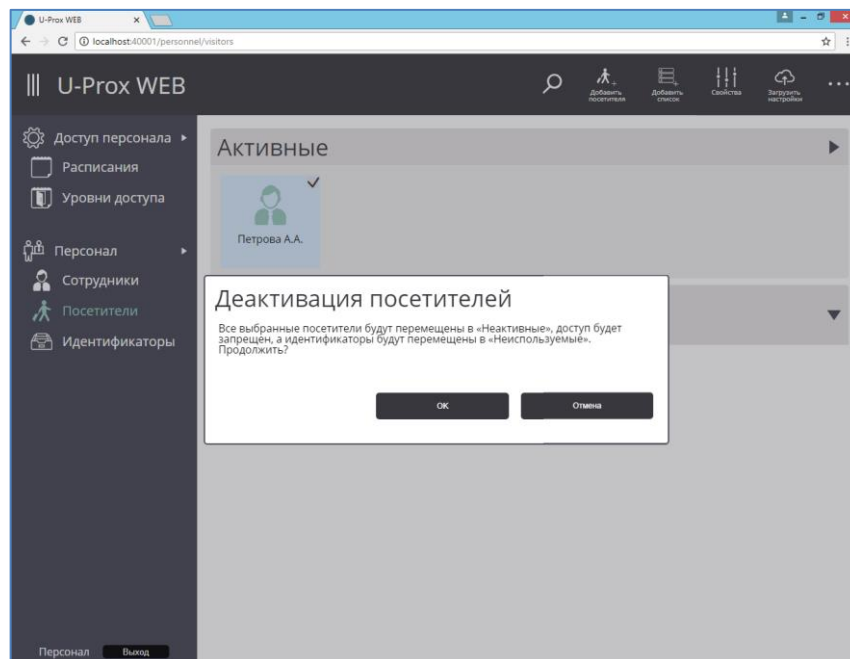 U-Prox WEB
localhost:40001/personnel/visitors
U-Prox WEB
Добавить
посетителя
Добавить
список
Свойства
Загрузить
настройки
Доступ персонала
Расписания
Уровни доступа
Персонал
Сотрудники
Посетители
Идентификаторы
Активные
Петрова А.А.
Деактивация посетителей
Все выбранные посетители будут перемещены в «Неактивные», доступ будет
запрещен, а идентификаторы будут перемещены в «Неиспользуемые».
Продолжить?
ОК
Отмена
Персонал
Выход